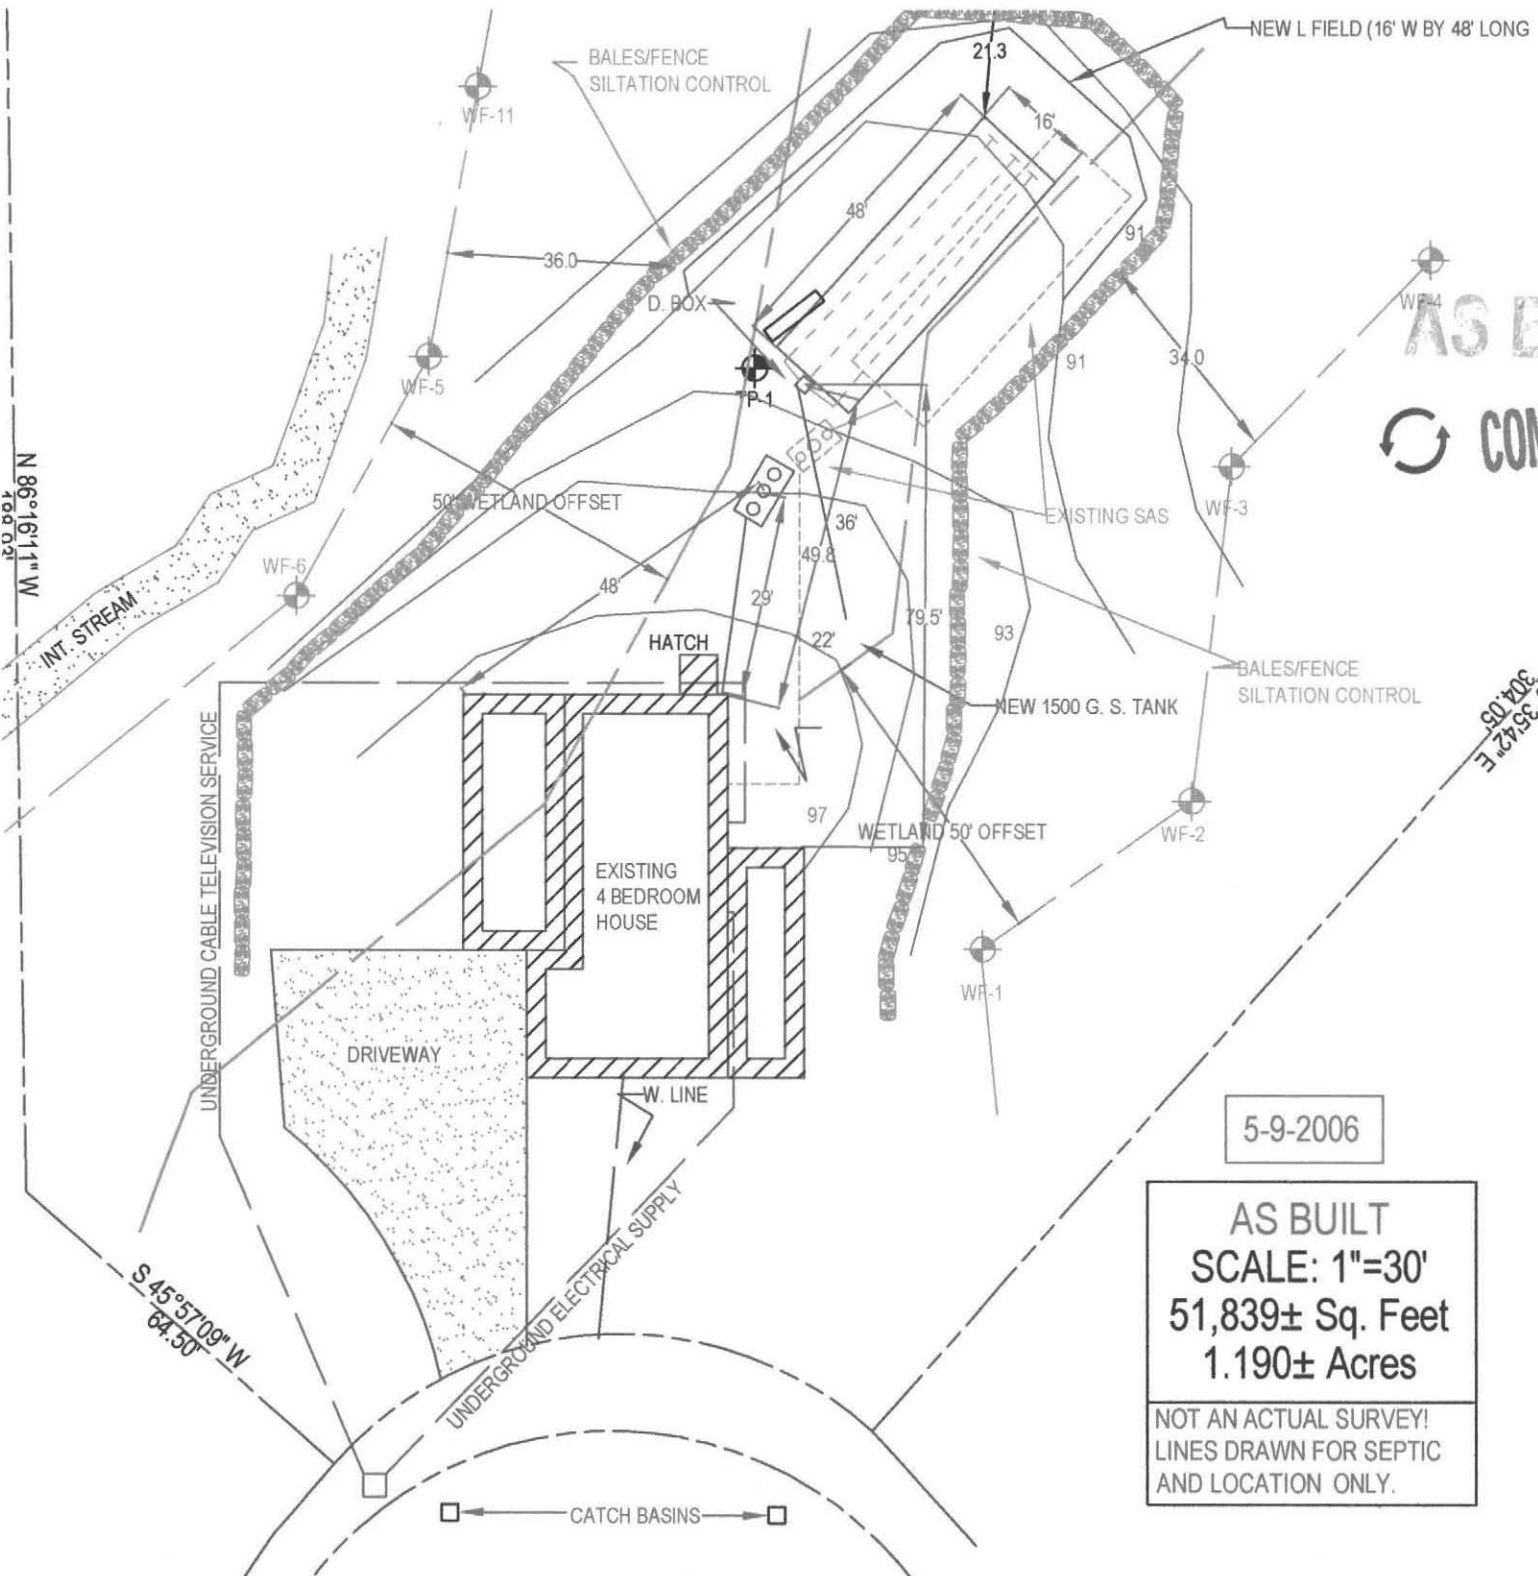 NEW L FIELD (16' W BY 48' LONG
21.3
BALES/FENCE
SILTATION CONTROL
WF-11
16'
48'
91
36.0
D. BOX
WF-4
AS B
WF-5
TP-1
91
34.0
CON
N 86°16'11" W
50' WETLAND OFFSET
36'
EXISTING SAS
WF-3
49.8
WF-6
48'
29'
79.5'
INT. STREAM
22'
93
HATCH
BALES/FENCE
SILTATION CONTROL
NEW 1500 G. S. TANK
35'42" E
304.05'
UNDERGROUND CABLE TELEVISION SERVICE
97
WETLAND 50' OFFSET
95
WF-2
EXISTING
4 BEDROOM
HOUSE
WF-1
DRIVEWAY
W. LINE
5-9-2006
UNDERGROUND ELECTRICAL SUPPLY
S 45°57'09" W
64.50'
AS BUILT
SCALE: 1"=30'
51,839± Sq. Feet
1.190± Acres
NOT AN ACTUAL SURVEY!
LINES DRAWN FOR SEPTIC
AND LOCATION ONLY.
CATCH BASINS